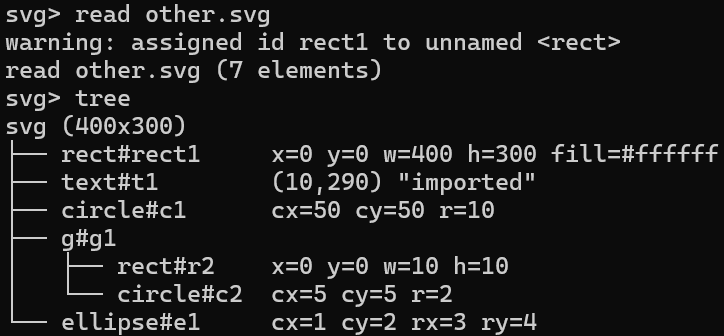 svg> read other.svg
warning: assigned id rect1 to unnamed <rect>
read other.svg (7 elements)
svg> tree
svg (400x300)
├── rect#rect1     x=0 y=0 w=400 h=300 fill=#ffffff
├── text#t1        (10,290) "imported"
├── circle#c1      cx=50 cy=50 r=10
├── g#g1
│   ├── rect#r2    x=0 y=0 w=10 h=10
│   └── circle#c2  cx=5 cy=5 r=2
└── ellipse#e1     cx=1 cy=2 rx=3 ry=4